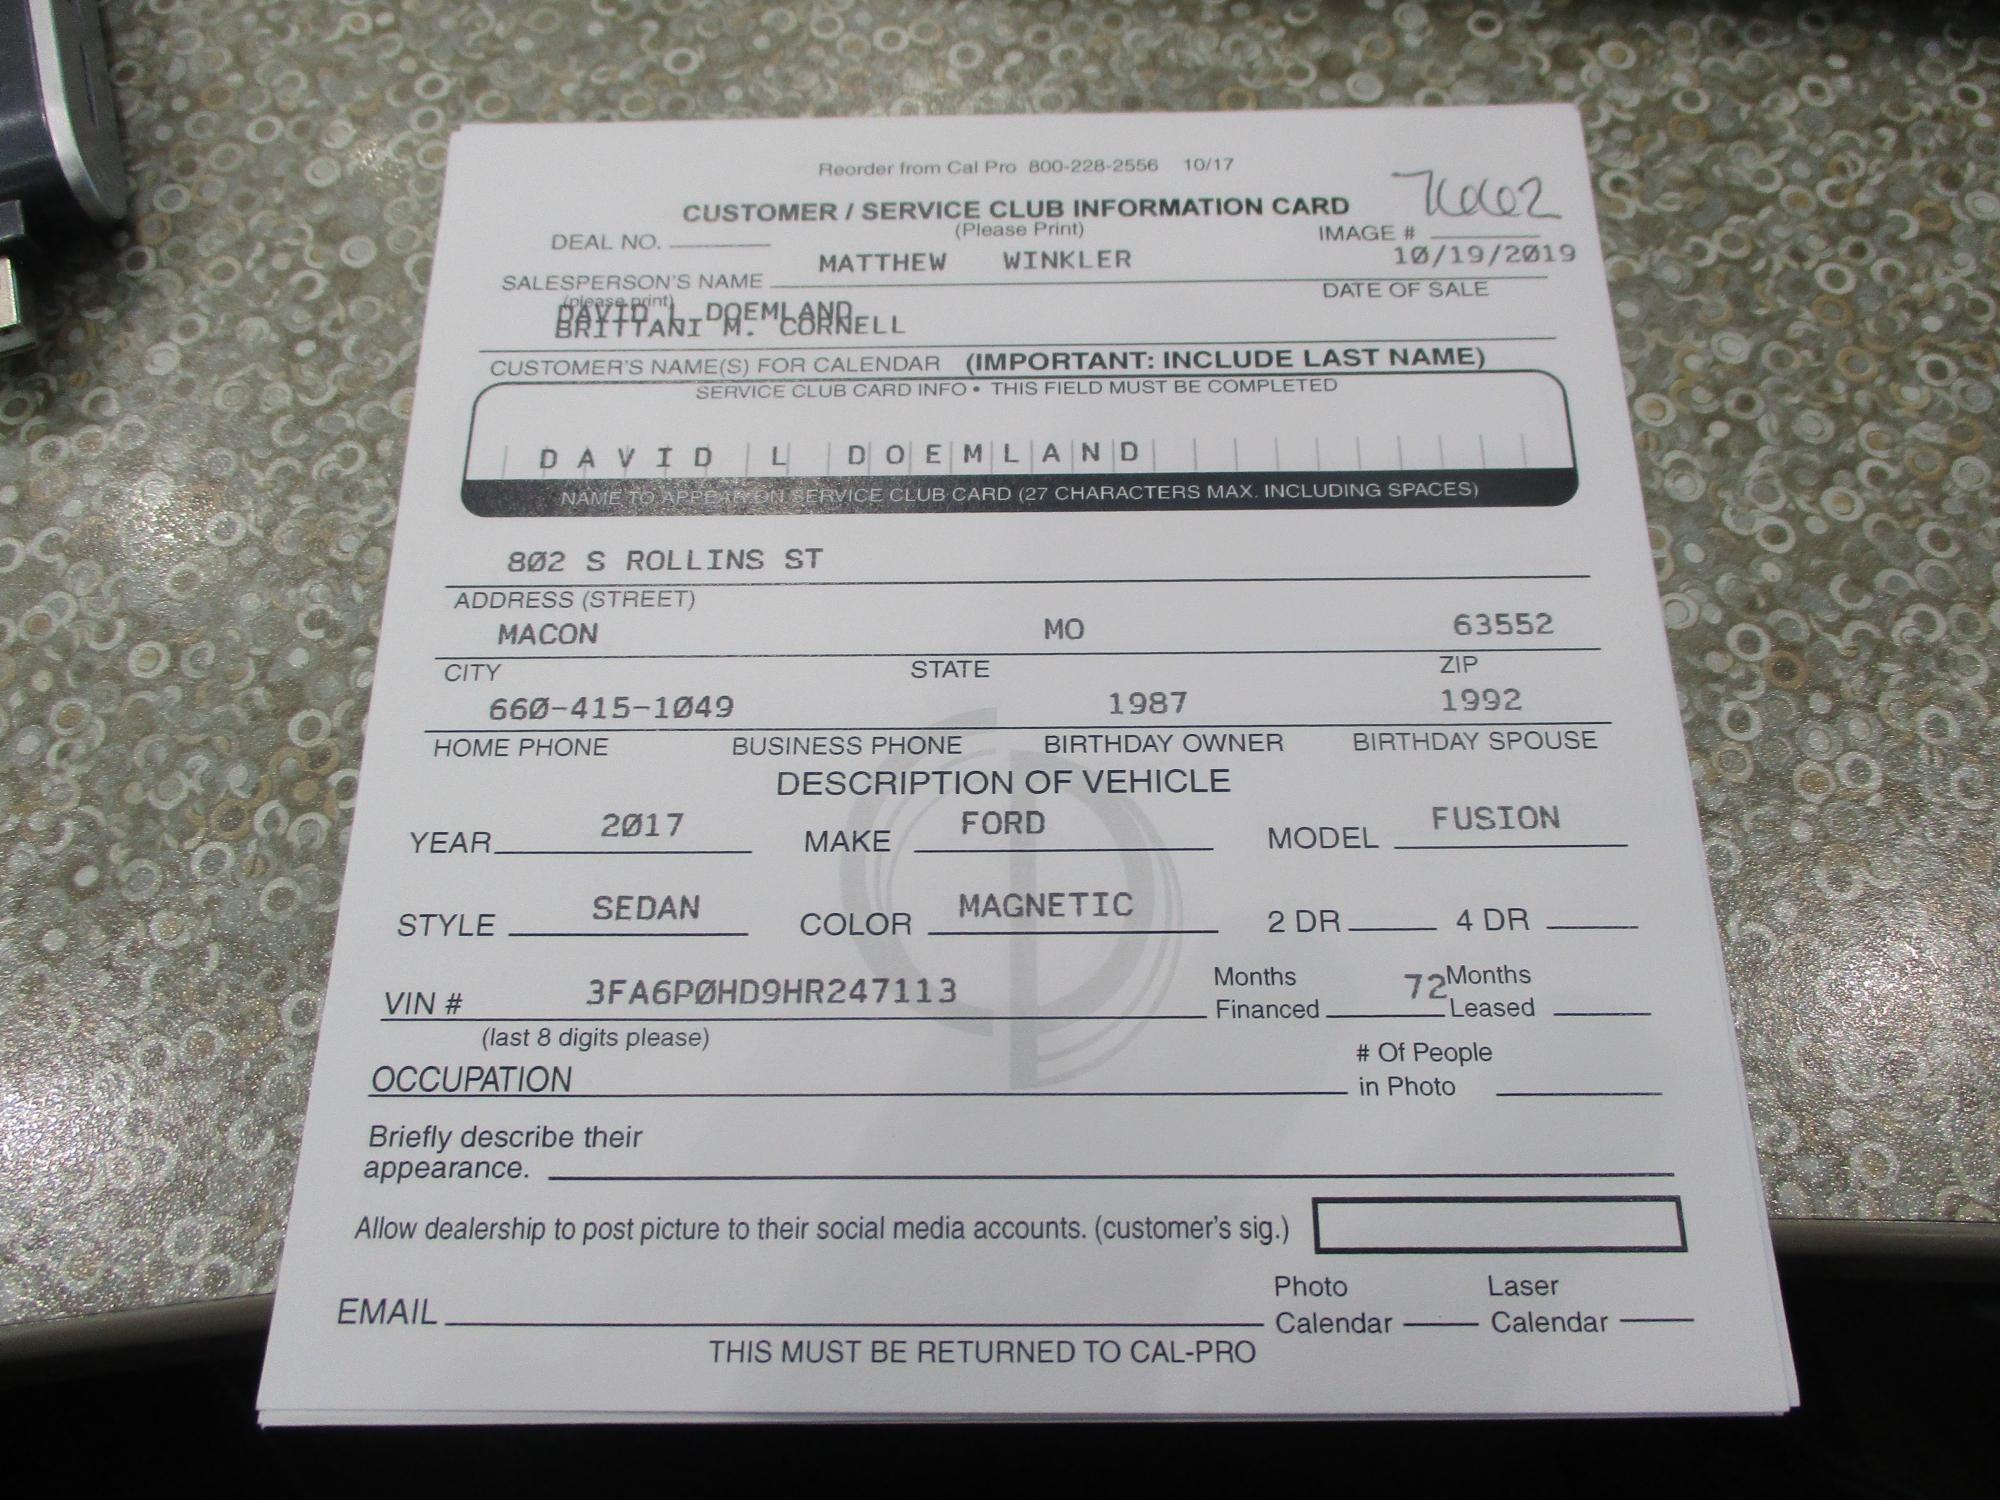 Reorder from Cal Pro 800-228-2556 10/17
CUSTOMER / SERVICE CLUB INFORMATION CARD
(Please Print)
DEAL NO.
IMAGE #
MATTHEW WINKLER 10/19/2019
SALESPERSON'S NAME DATE OF SALE
(please print)
DAVID L DOEMLAND
BRITTANI M. CORNELL
CUSTOMER'S NAME(S) FOR CALENDAR (IMPORTANT: INCLUDE LAST NAME)
SERVICE CLUB CARD INFO • THIS FIELD MUST BE COMPLETED
DAVID L DOEMLAND
NAME TO APPEAR ON SERVICE CLUB CARD (27 CHARACTERS MAX. INCLUDING SPACES)
802 S ROLLINS ST
ADDRESS (STREET)
MACON MO 63552
CITY STATE ZIP
660-415-1049 1987 1992
HOME PHONE BUSINESS PHONE BIRTHDAY OWNER BIRTHDAY SPOUSE
DESCRIPTION OF VEHICLE
YEAR 2017 MAKE FORD MODEL FUSION
STYLE SEDAN COLOR MAGNETIC 2 DR 4 DR
VIN # 3FA6P0HD9HR247113 Months Financed 72 Months Leased
(last 8 digits please)
OCCUPATION # Of People in Photo
Briefly describe their
appearance.
Allow dealership to post picture to their social media accounts. (customer's sig.)
EMAIL Photo Calendar Laser Calendar
THIS MUST BE RETURNED TO CAL-PRO